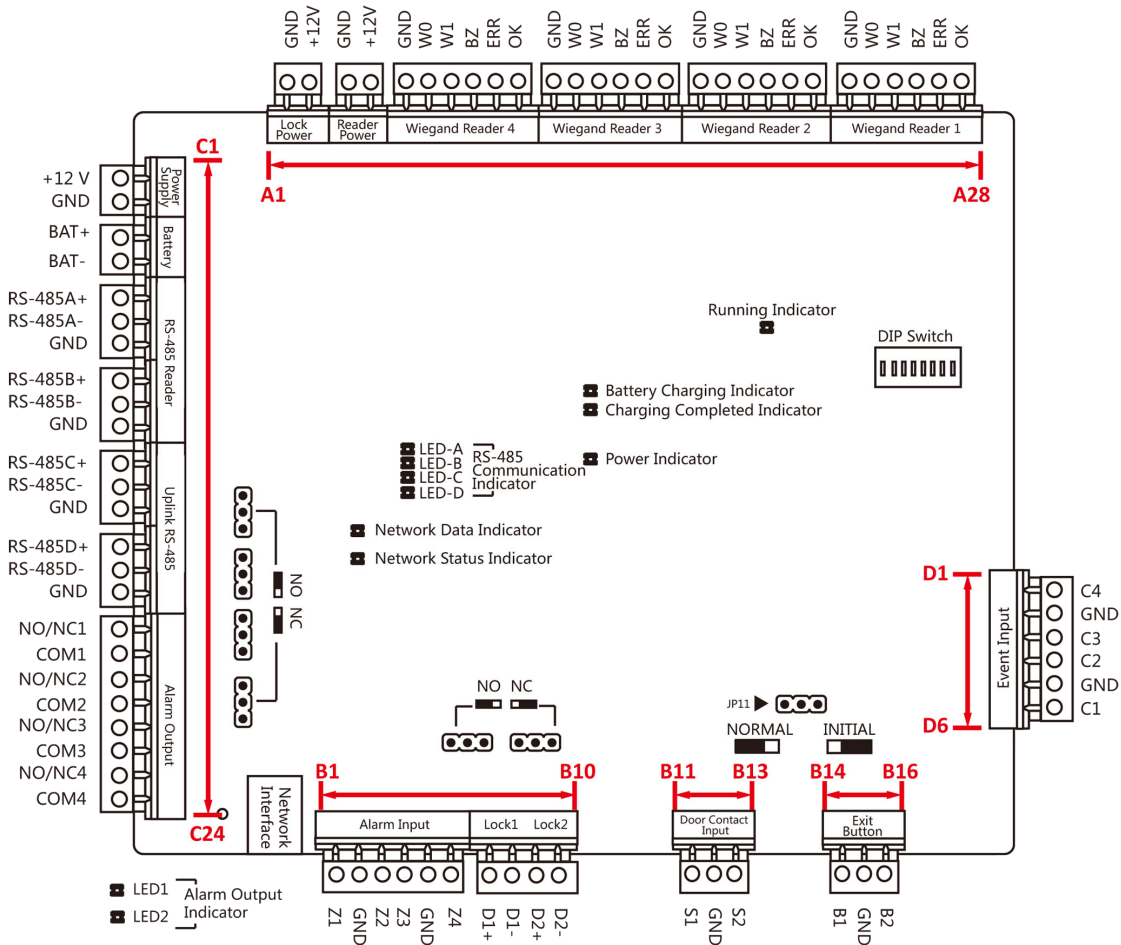 GND +12V GND +12V GND W0 W1 BZ ERR OK GND W0 W1 BZ ERR OK GND W0 W1 BZ ERR OK GND W0 W1 BZ ERR OK
Lock Power
Reader Power
Wiegand Reader 4
Wiegand Reader 3
Wiegand Reader 2
Wiegand Reader 1
A1
A28
C1
+12 V
GND
Power Supply
BAT+
BAT-
Battery
RS-485A+
RS-485A-
GND
RS-485B+
RS-485B-
GND
RS-485 Reader
RS-485C+
RS-485C-
GND
RS-485D+
RS-485D-
GND
Uplink RS-485
NO/NC1
COM1
NO/NC2
COM2
NO/NC3
COM3
NO/NC4
COM4
Alarm Output
C24
Running Indicator
DIP Switch
Battery Charging Indicator
Charging Completed Indicator
LED-A
LED-B
LED-C
LED-D
RS-485
Communication
Indicator
Power Indicator
Network Data Indicator
Network Status Indicator
NO
NC
D1
D6
Event Input
C4
GND
C3
C2
GND
C1
NO NC
JP11
NORMAL
INITIAL
B1
B10
B11
B13
B14
B16
Network
Interface
Alarm Input
Lock1
Lock2
Door Contact
Input
Exit
Button
Z1 GND Z2 Z3 GND Z4
D1+ D1- D2+ D2-
S1 GND S2
B1 GND B2
LED1
LED2
Alarm Output
Indicator